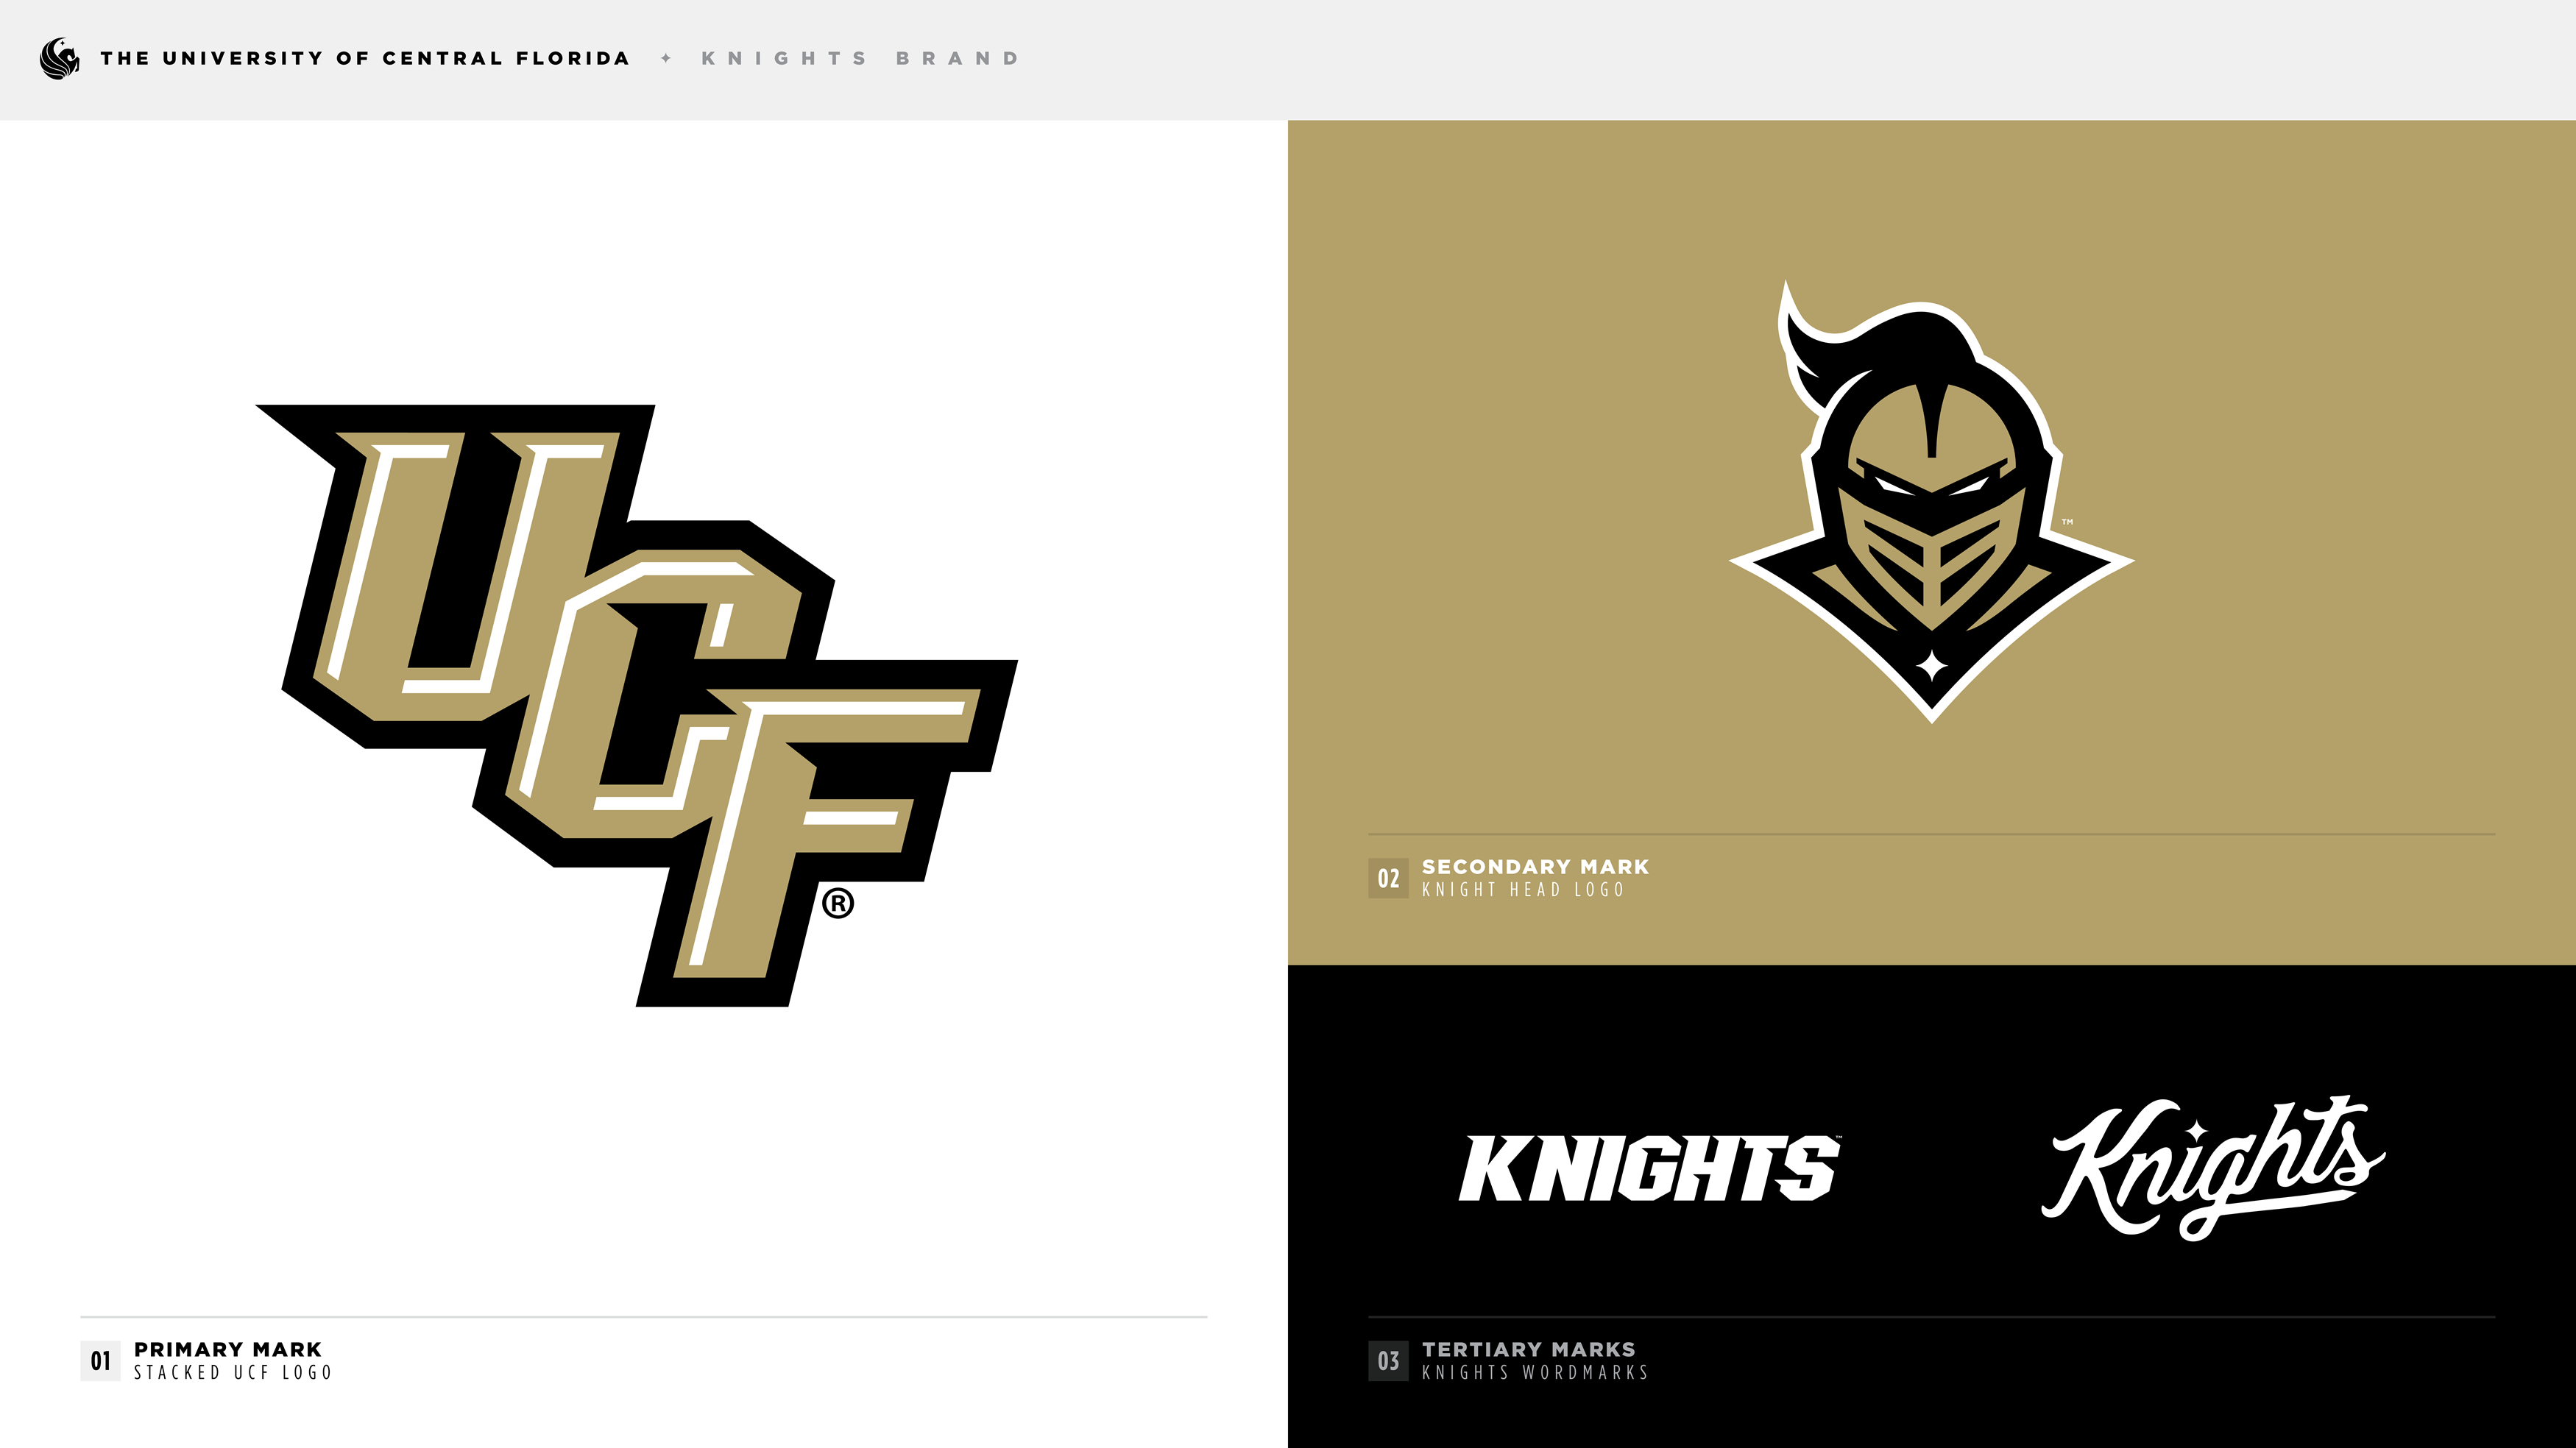 THE UNIVERSITY OF CENTRAL FLORIDA ✦ KNIGHTS BRAND
UCF
®
01 PRIMARY MARK
STACKED UCF LOGO
™
02 SECONDARY MARK
KNIGHT HEAD LOGO
KNIGHTS™ Knights
03 TERTIARY MARKS
KNIGHTS WORDMARKS